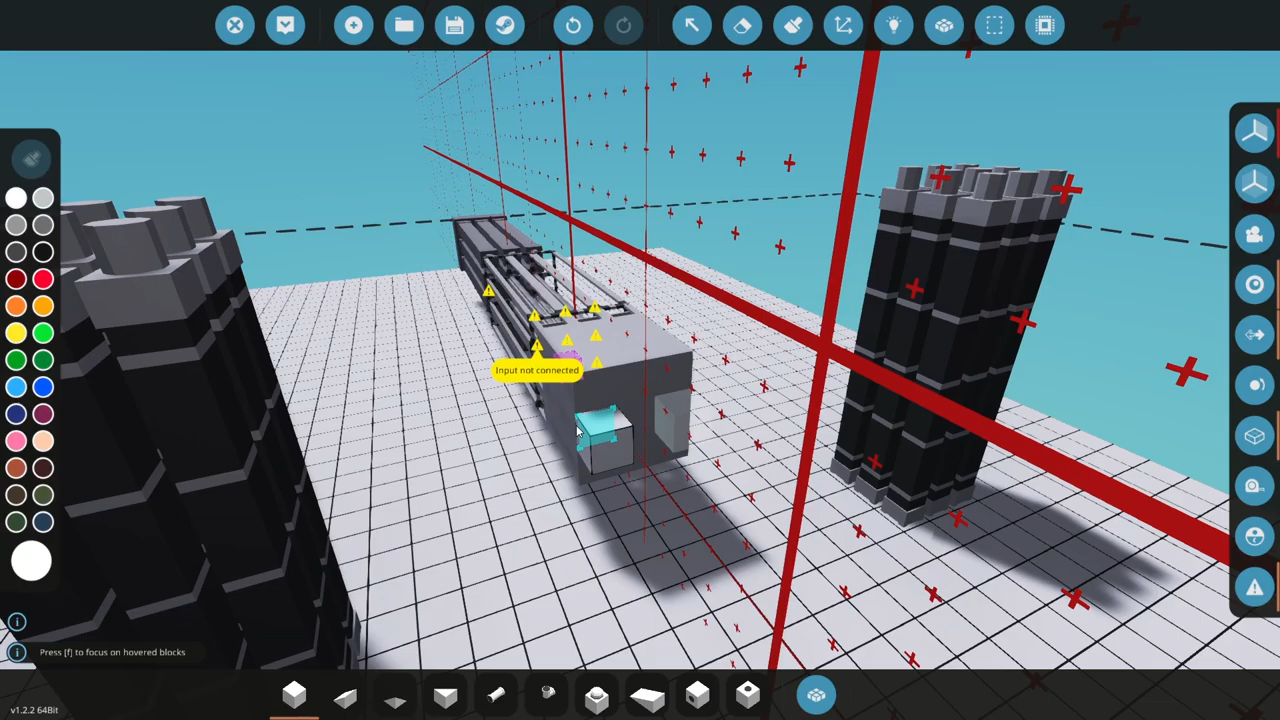 Input not connected
Press [f] to focus on hovered blocks
v1.2.2 64Bit